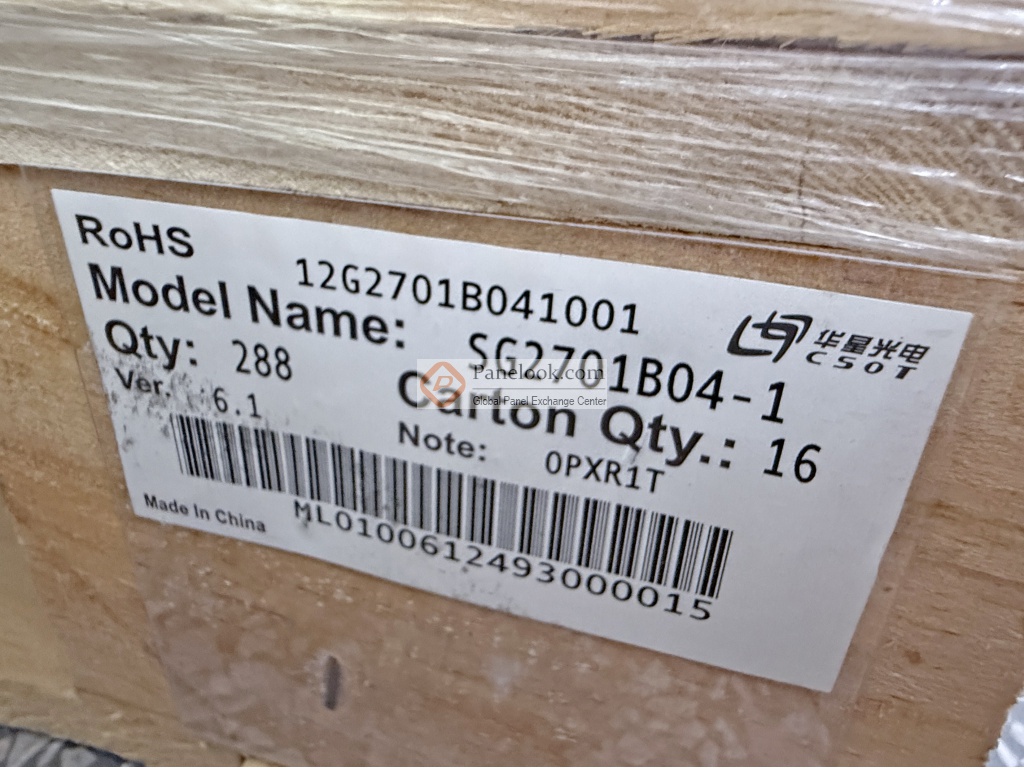 RoHS
12G2701B041001
华星光电
CSOT
Model Name: SG2701B04-1
Qty: 288
Carton Qty.: 16
Ver. 6.1
Note: 0PXR1T
Made In China
ML0100612493000015
Panelook.com
Global Panel Exchange Center